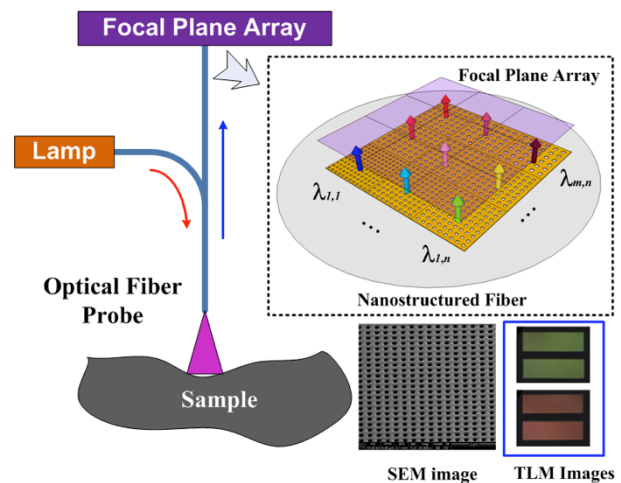 Focal Plane Array
Lamp
Optical Fiber
Probe
Sample
Focal Plane Array
λ1,1
...
λ1,n
...
λm,n
Nanostructured Fiber
SEM image
TLM Images